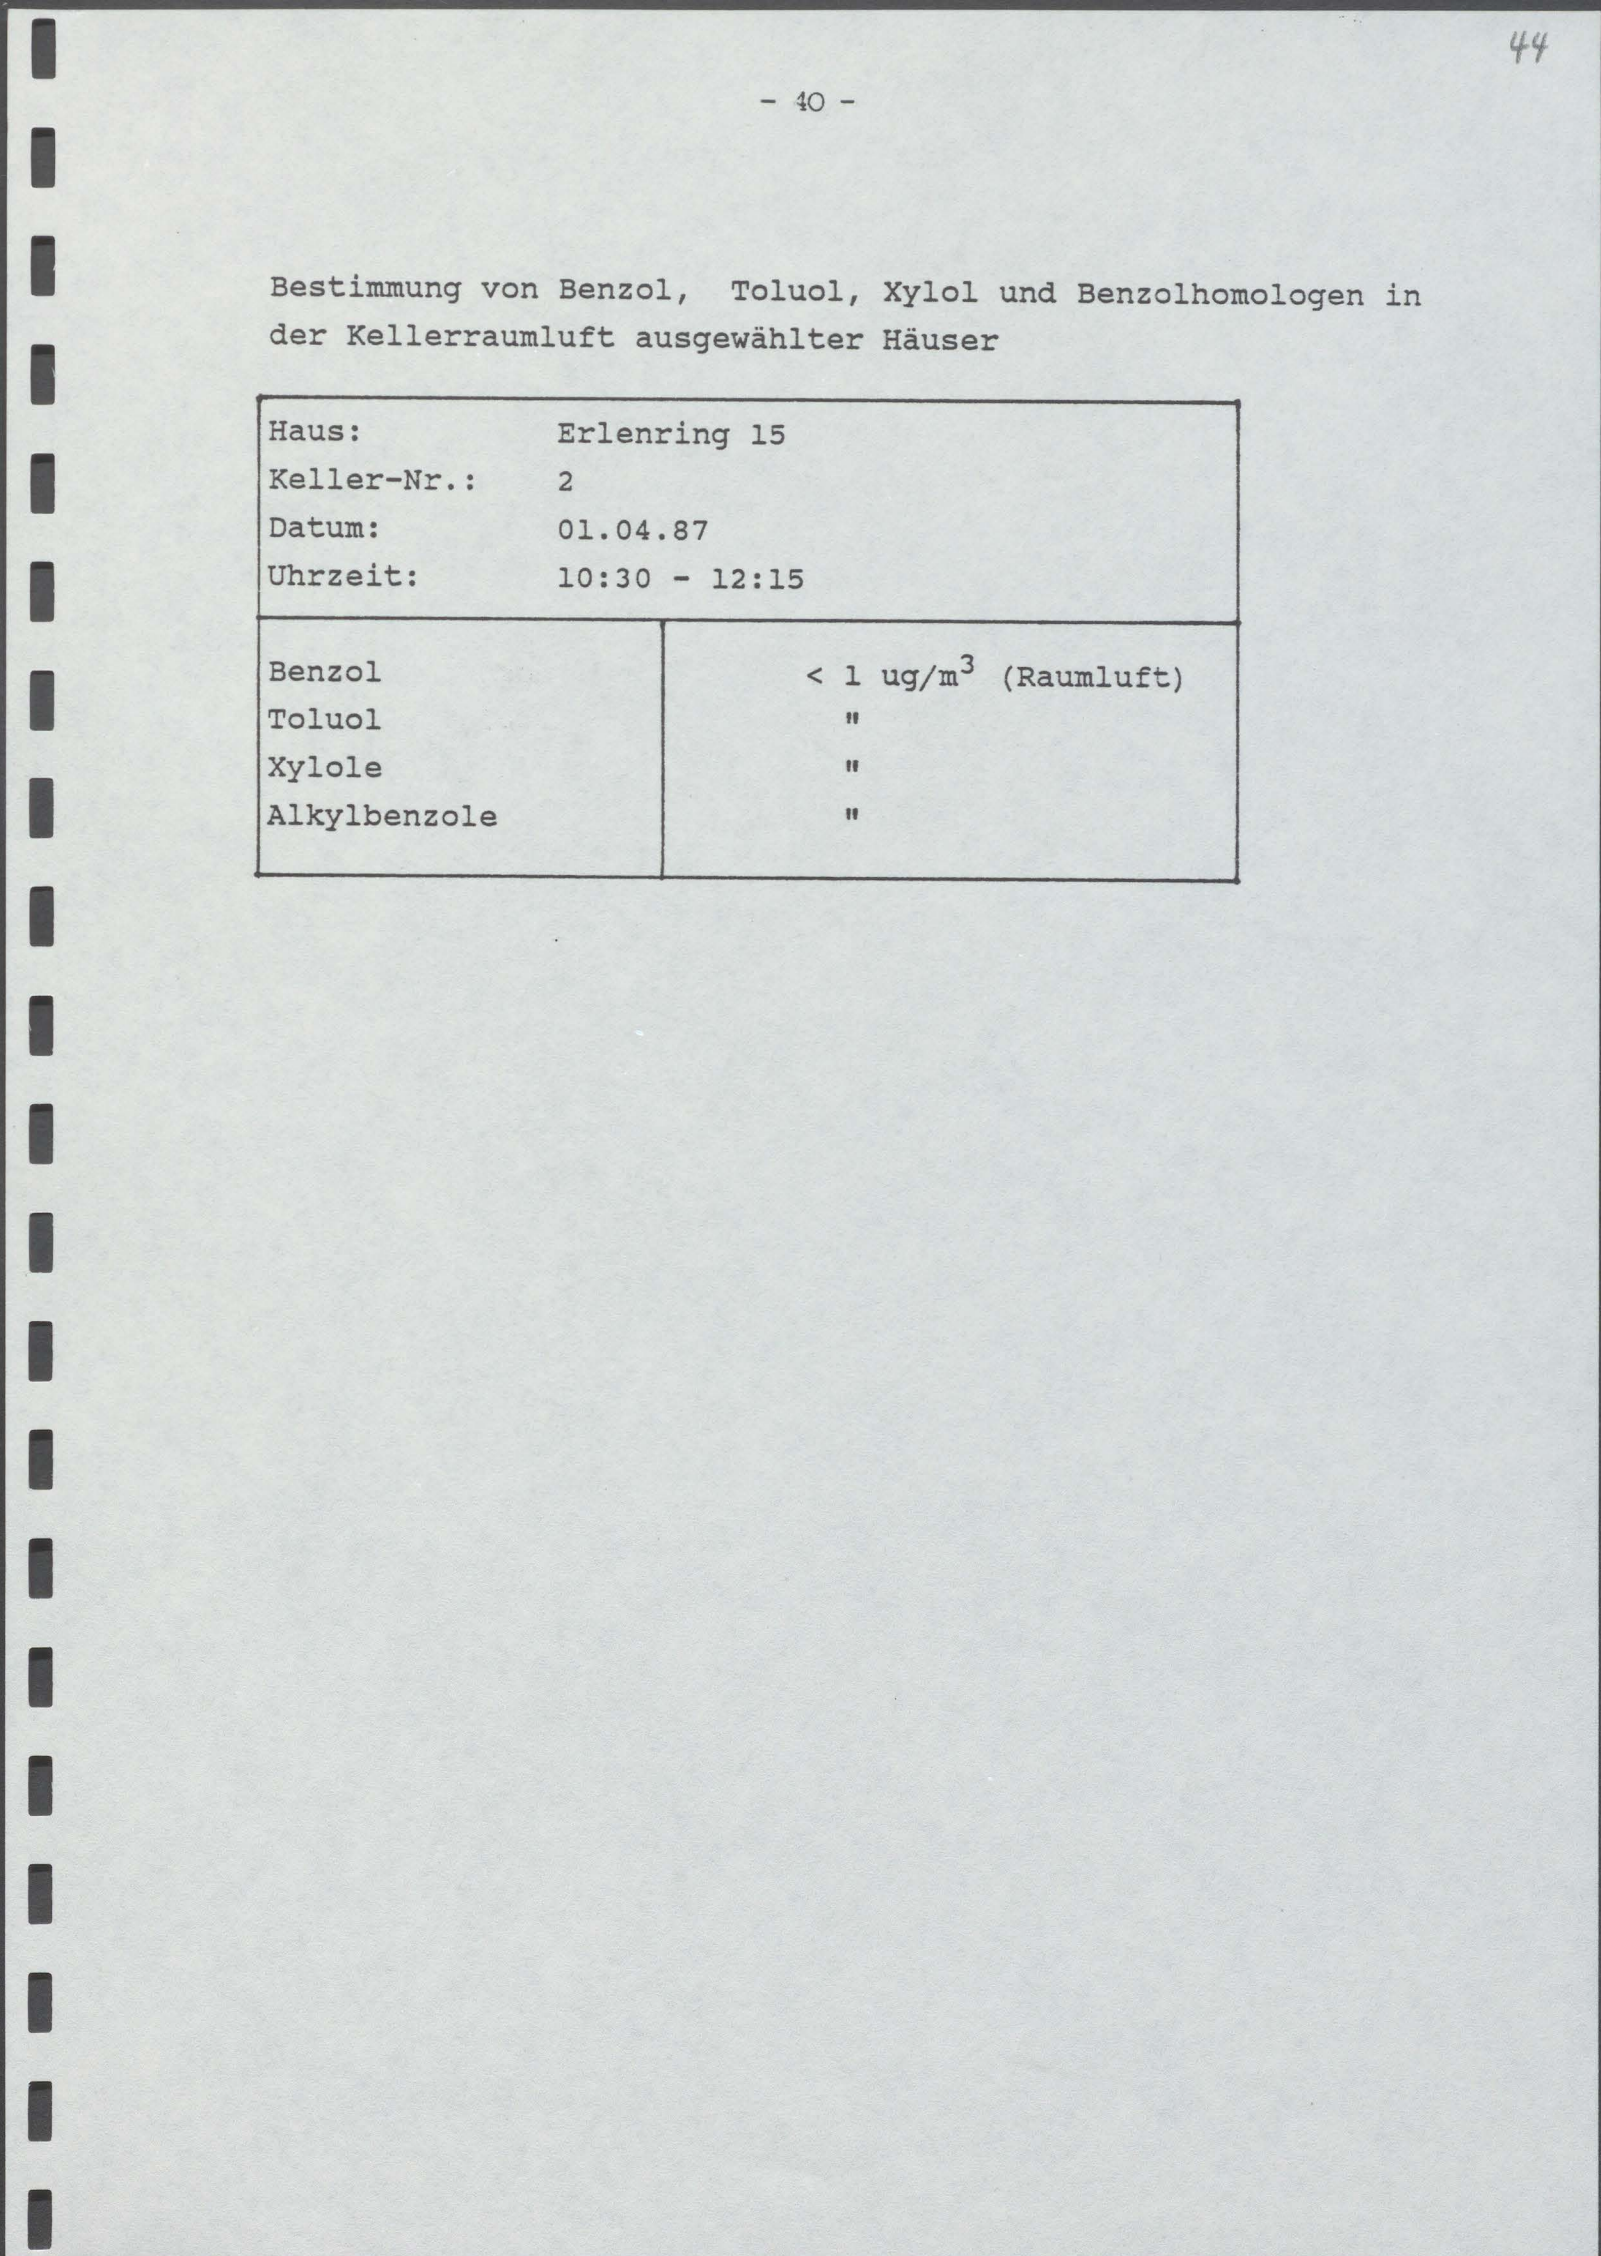 44
- 40 -
Bestimmung von Benzol, Toluol, Xylol und Benzolhomologen in
der Kellerraumluft ausgewählter Häuser
Haus: Erlenring 15
Keller-Nr.: 2
Datum: 01.04.87
Uhrzeit: 10:30 - 12:15
Benzol < 1 ug/m³ (Raumluft)
Toluol "
Xylole "
Alkylbenzole "